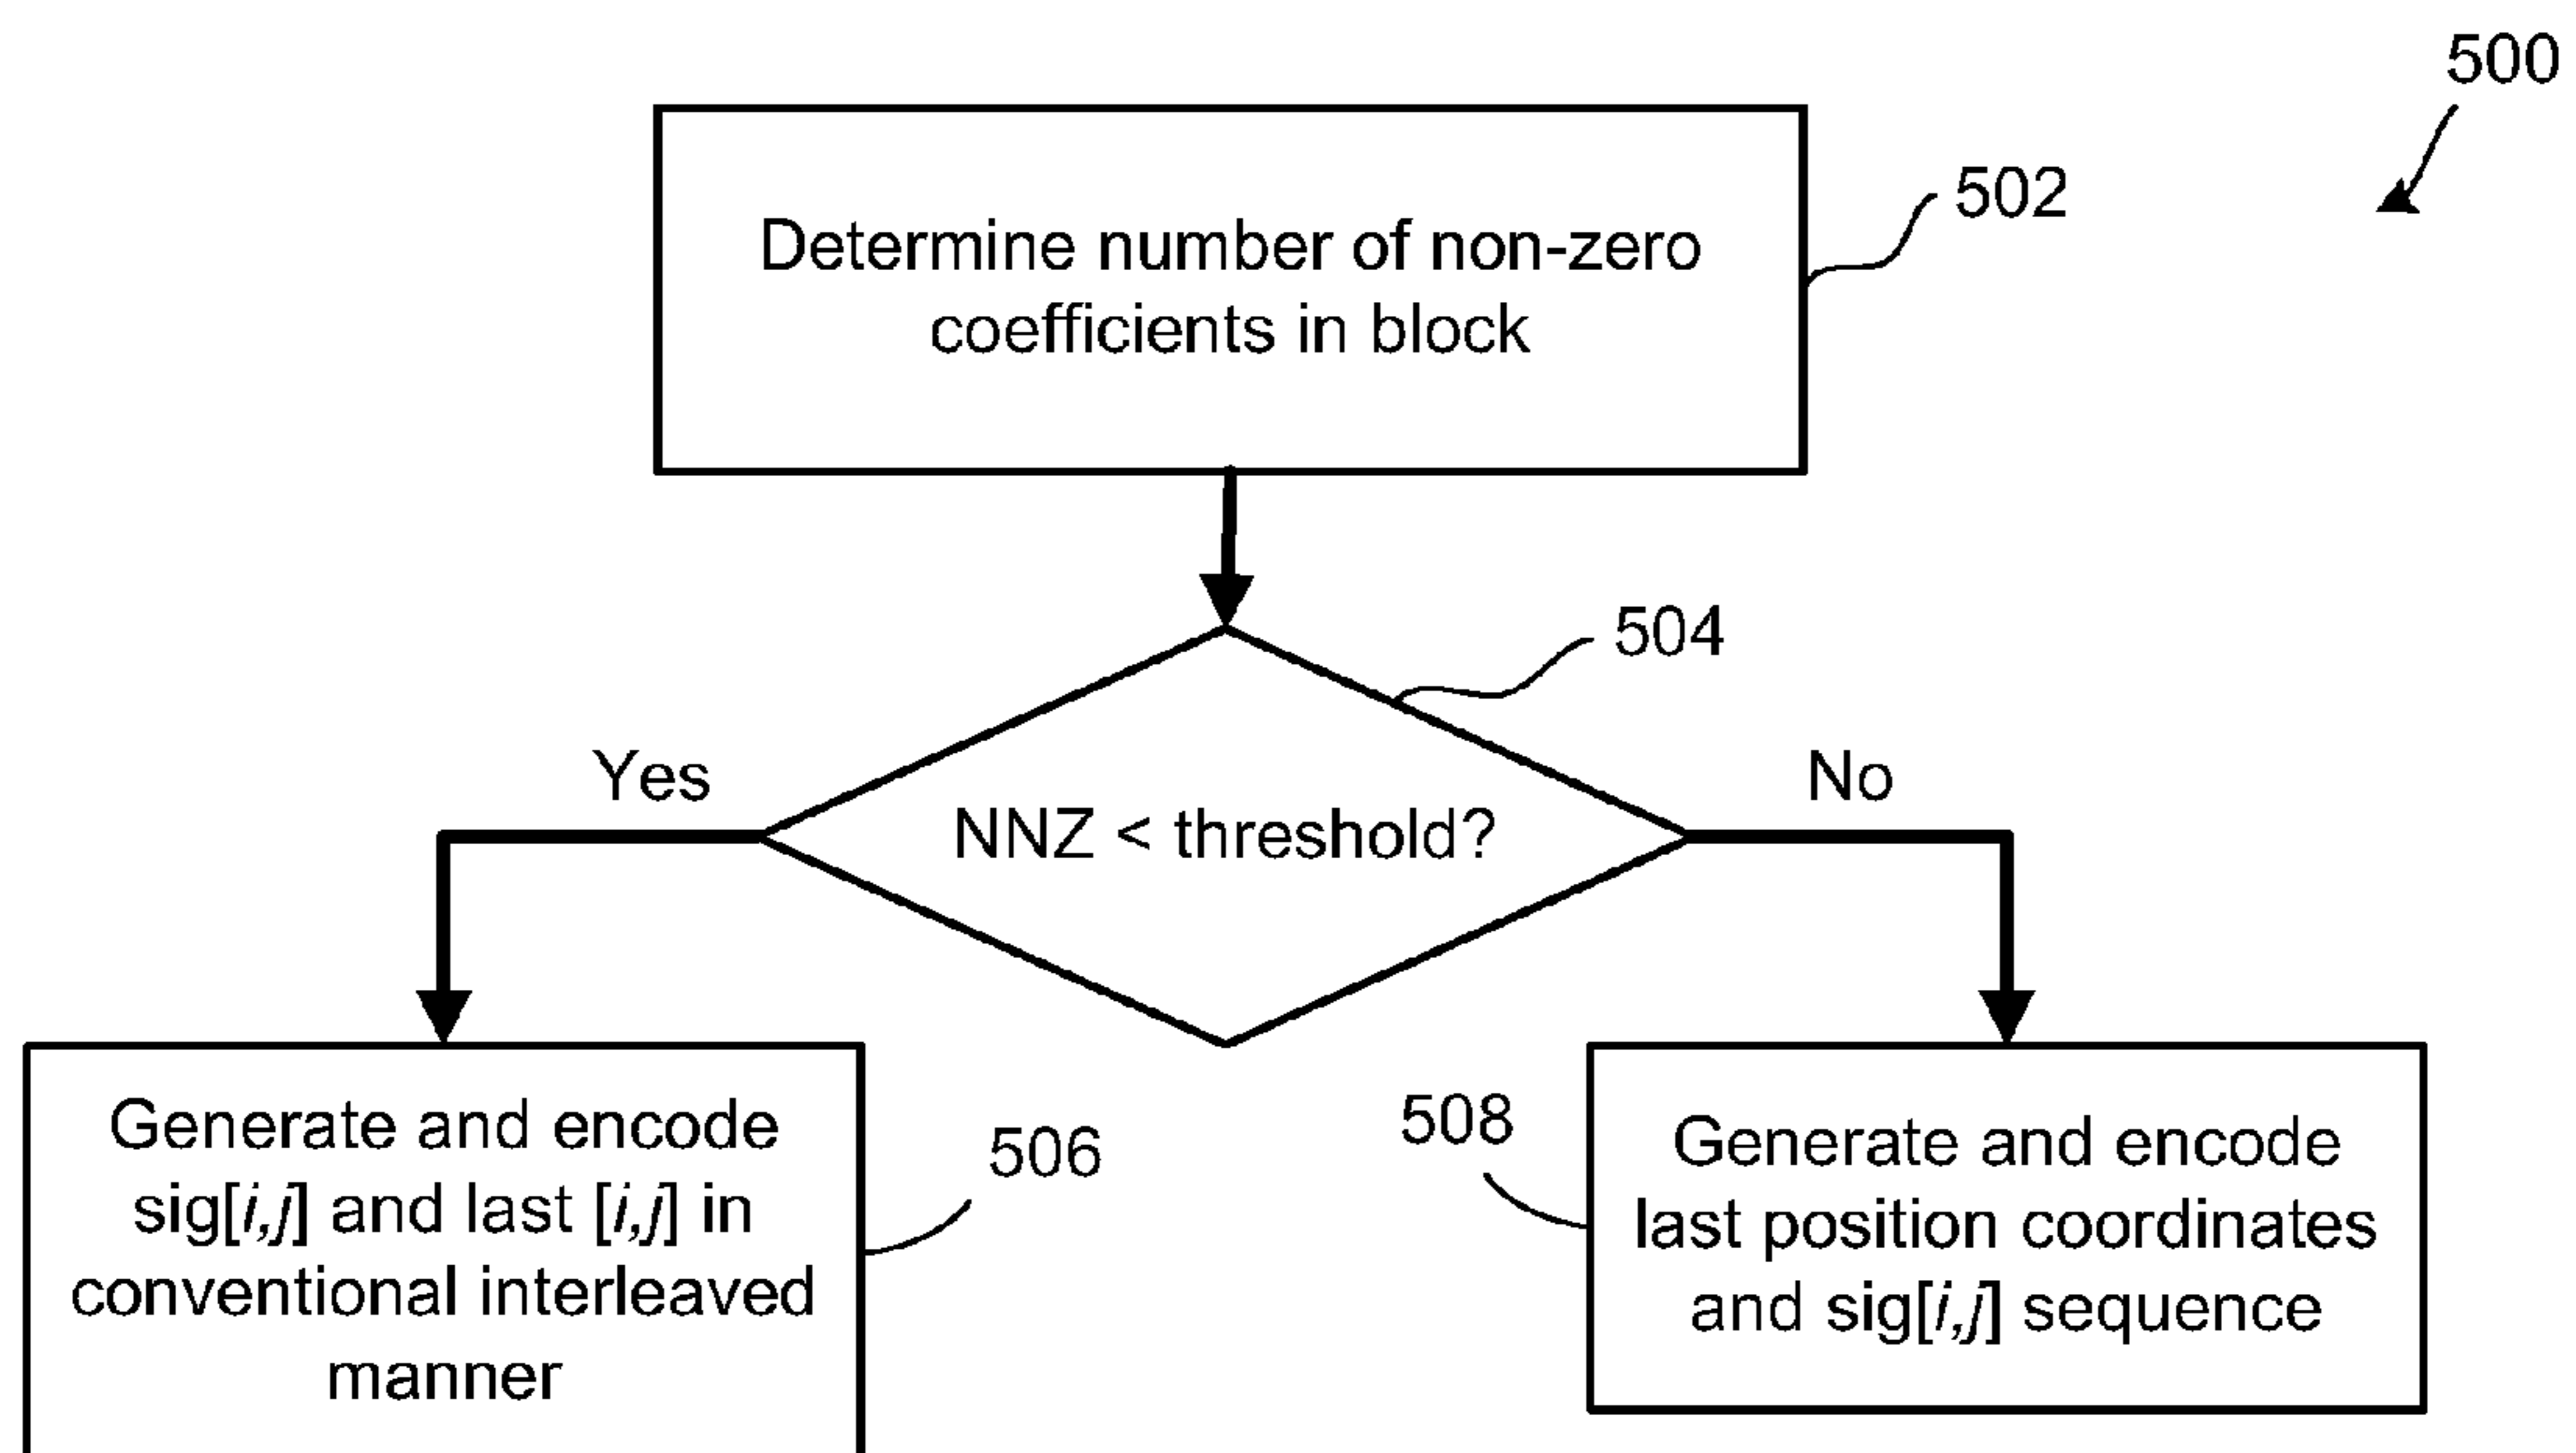 500
502
Determine number of non-zero
coefficients in block
504
Yes
No
NNZ < threshold?
Generate and encode
sig[i,j] and last [i,j] in
conventional interleaved
manner
506
508
Generate and encode
last position coordinates
and sig[i,j] sequence